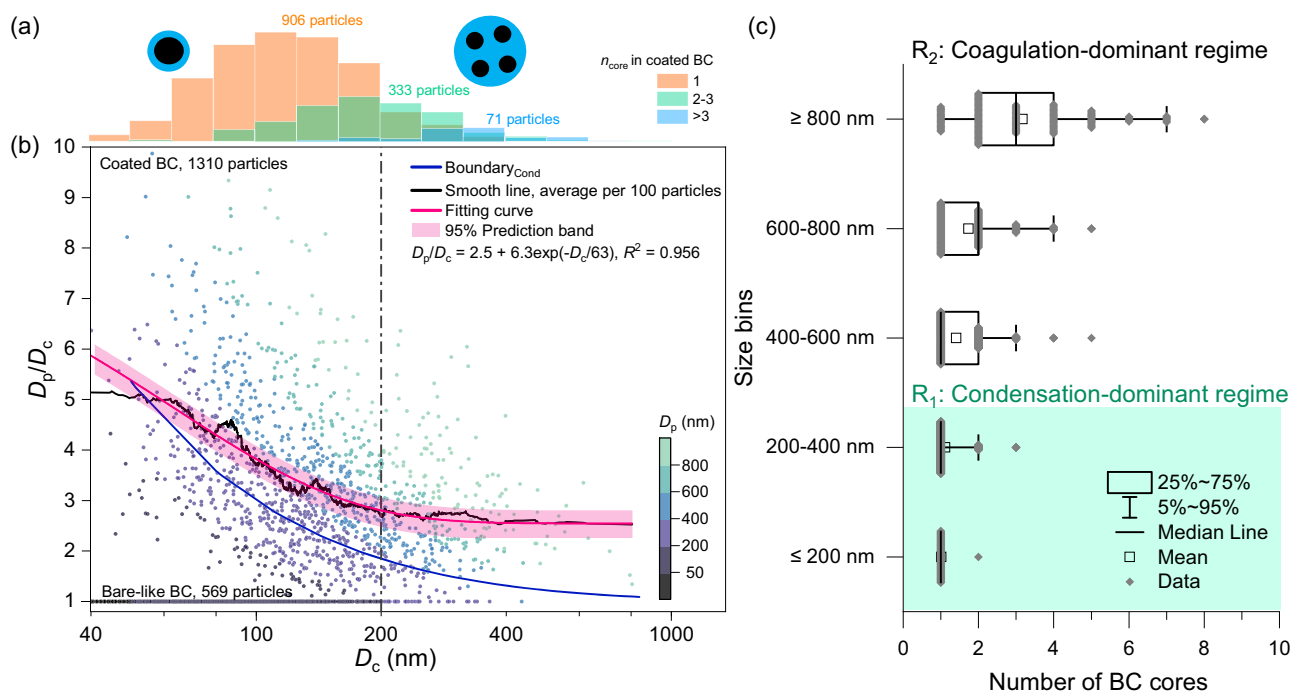 (a)
906 particles
333 particles
71 particles
n_core in coated BC
1
2-3
>3
(b)
Coated BC, 1310 particles
Boundary_Cond
Smooth line, average per 100 particles
Fitting curve
95% Prediction band
D_p/D_c = 2.5 + 6.3exp(-D_c/63), R² = 0.956
D_p/D_c
10
9
8
7
6
5
4
3
2
1
D_p (nm)
800
600
400
200
50
Bare-like BC, 569 particles
40
100
200
400
1000
D_c (nm)
(c)
R₂: Coagulation-dominant regime
≥ 800 nm
600-800 nm
400-600 nm
Size bins
R₁: Condensation-dominant regime
200-400 nm
≤ 200 nm
25%~75%
5%~95%
Median Line
Mean
Data
0
2
4
6
8
10
Number of BC cores